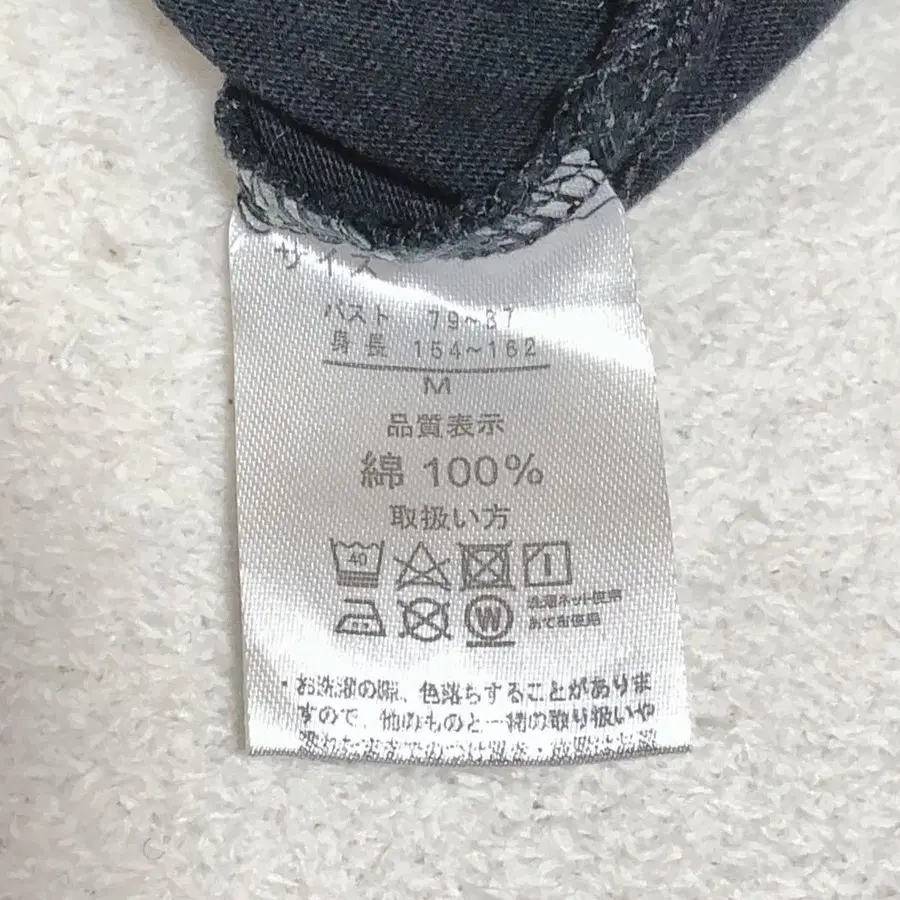 サイズ
バスト 79~87
身長 154~162
M
品質表示
綿 100%
取扱い方
40
W
洗濯ネット使用
あて布使用
・お洗濯の際、色落ちすることがありま
すので、他のものと一緒の取り扱いや